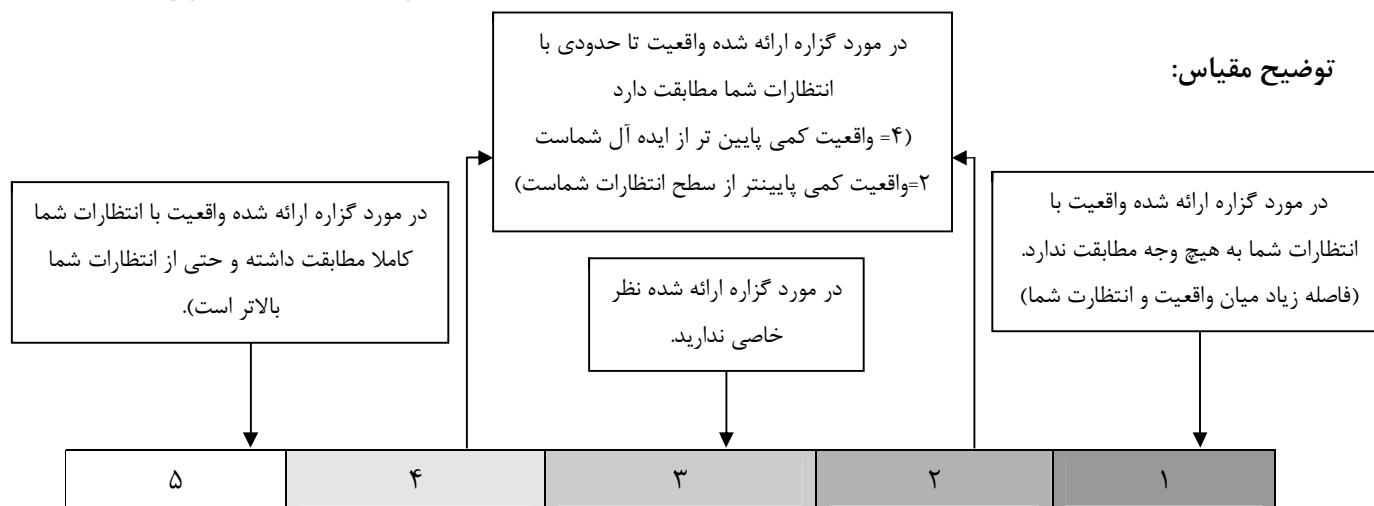 توضیح مقیاس:
در مورد گزاره ارائه شده واقعیت تا حدودی با
انتظارات شما مطابقت دارد
(۴= واقعیت کمی پایین تر از ایده آل شماست
۲=واقعیت کمی پایینتر از سطح انتظارات شماست)
در مورد گزاره ارائه شده واقعیت با
انتظارات شما به هیچ وجه مطابقت ندارد.
(فاصله زیاد میان واقعیت و انتظارت شما)
در مورد گزاره ارائه شده نظر
خاصی ندارید.
در مورد گزاره ارائه شده واقعیت با انتظارات شما
کاملا مطابقت داشته و حتی از انتظارات شما
بالاتر است).
۱ ۲ ۳ ۴ ۵